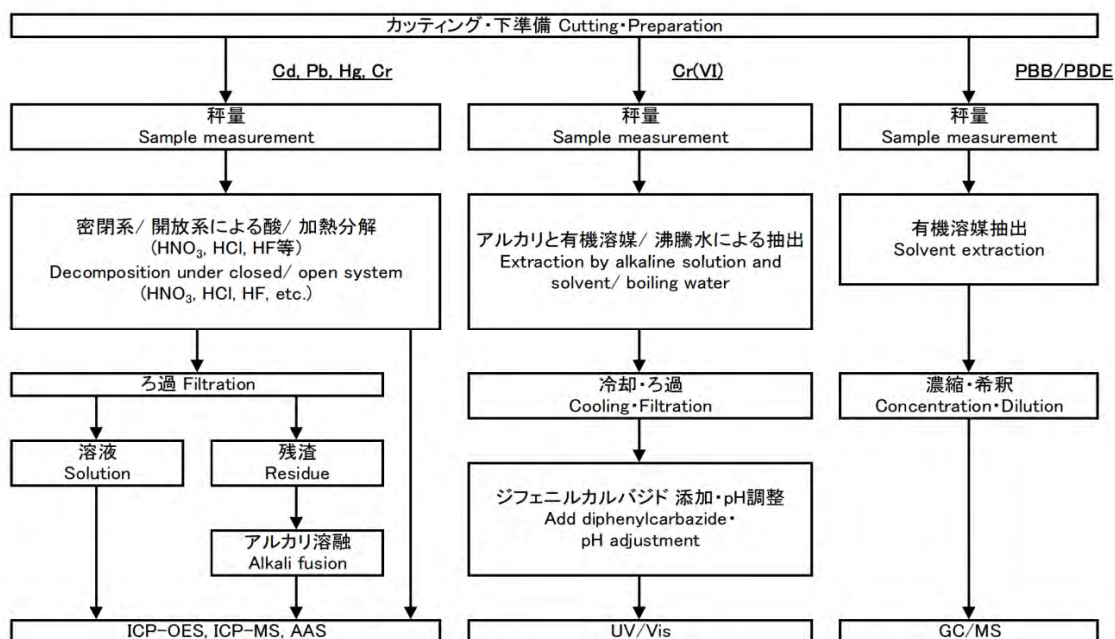 カッティング・下準備 Cutting・Preparation
Cd, Pb, Hg, Cr
秤量
Sample measurement
密閉系/ 開放系による酸/ 加熱分解
(HNO₃, HCl, HF等)
Decomposition under closed/ open system
(HNO₃, HCl, HF, etc.)
ろ過 Filtration
溶液
Solution
残渣
Residue
アルカリ溶融
Alkali fusion
ICP-OES, ICP-MS, AAS
Cr(VI)
秤量
Sample measurement
アルカリと有機溶媒/ 沸騰水による抽出
Extraction by alkaline solution and
solvent/ boiling water
冷却・ろ過
Cooling・Filtration
ジフェニルカルバジド 添加・pH調整
Add diphenylcarbazide・
pH adjustment
UV/Vis
PBB/PBDE
秤量
Sample measurement
有機溶媒抽出
Solvent extraction
濃縮・希釈
Concentration・Dilution
GC/MS